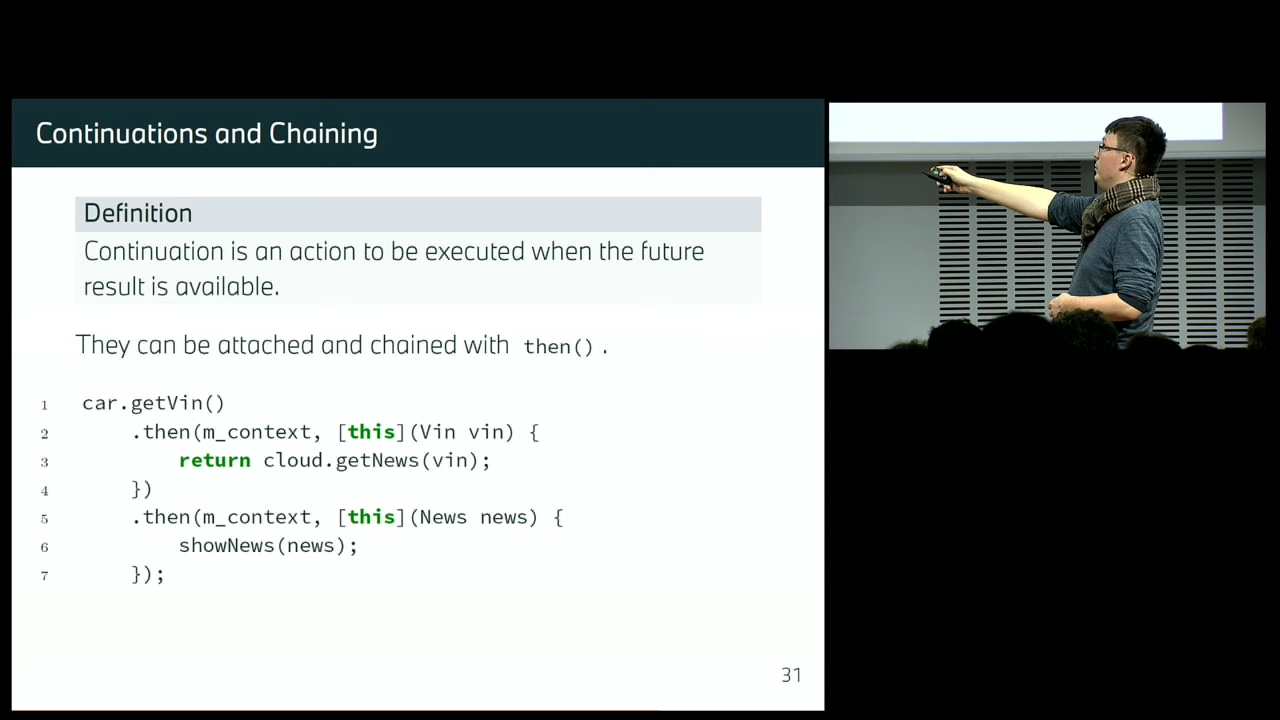 Continuations and Chaining
Definition
Continuation is an action to be executed when the future
result is available.
They can be attached and chained with then() .
1 car.getVin()
2     .then(m_context, [this](Vin vin) {
3         return cloud.getNews(vin);
4     })
5     .then(m_context, [this](News news) {
6         showNews(news);
7     });
31